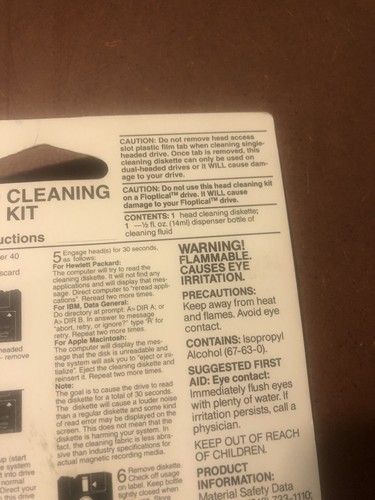 CAUTION: Do not remove head access
slot plastic film tab when cleaning single-
headed drive. Once tab is removed, this
cleaning diskette can only be used on
dual-headed drives or it WILL cause dam-
age to your drive.
CAUTION: Do not use this head cleaning kit
on a Floptical™ drive. It WILL cause
damage to your Floptical™ drive.
CONTENTS: 1 head cleaning diskette;
1 —½ fl. oz. (14ml) dispenser bottle of
cleaning fluid
CLEANING
KIT
uctions
er 40
scard
headed
- remove
up (start
e system
t into drive
normal.
Direct your
this drive
5 Engage head(s) for 30 seconds,
as follows:
For Hewlett Packard:
The computer will try to read the
cleaning diskette. It will not find any
applications and will display that mes-
sage. Direct computer to "reread appli-
cations". Reread two more times.
For IBM, Data General:
Do directory at prompt: A> DIR A; or
A> DIR B. In answer to message
"abort, retry, or ignore?" type 'R' for
retry. Repeat two more times.
For Apple Macintosh:
The computer will display the mes-
sage that the disk is unreadable and
the system will ask you to "eject or ini-
tialize". Eject the cleaning diskette and
reinsert it. Repeat two more times.
Note:
The goal is to cause the drive to read
the diskette for a total of 30 seconds.
The diskette will cause a louder noise
than a regular diskette and some kind
of read error may be displayed on the
screen. This does not mean that the
diskette is harming your system. In
fact, the cleaning fabric is less abra-
sive than industry specifications for
actual magnetic recording media.
6 Remove diskette.
Check off usage
on label. Keep bottle
tightly closed when
WARNING!
FLAMMABLE.
CAUSES EYE
IRRITATION.
PRECAUTIONS:
Keep away from heat
and flames. Avoid eye
contact.
CONTAINS: Isopropyl
Alcohol (67-63-0).
SUGGESTED FIRST
AID: Eye contact:
Immediately flush eyes
with plenty of water. If
irritation persists, call a
physician.
KEEP OUT OF REACH
OF CHILDREN.
PRODUCT
INFORMATION:
Material Safety Data